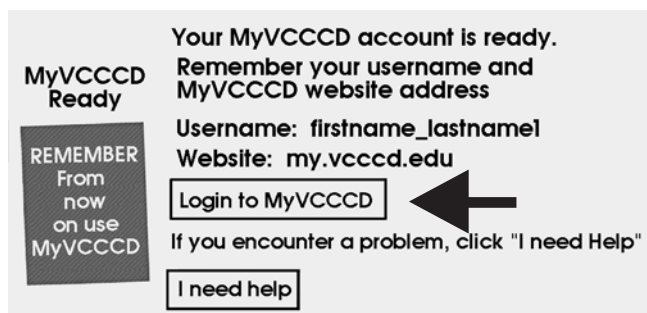 MyVCCCD
Ready
REMEMBER
From
now
on use
MyVCCCD
Your MyVCCCD account is ready.
Remember your username and
MyVCCCD website address
Username: firstname_lastname1
Website: my.vcccd.edu
Login to MyVCCCD
If you encounter a problem, click "I need Help"
I need help